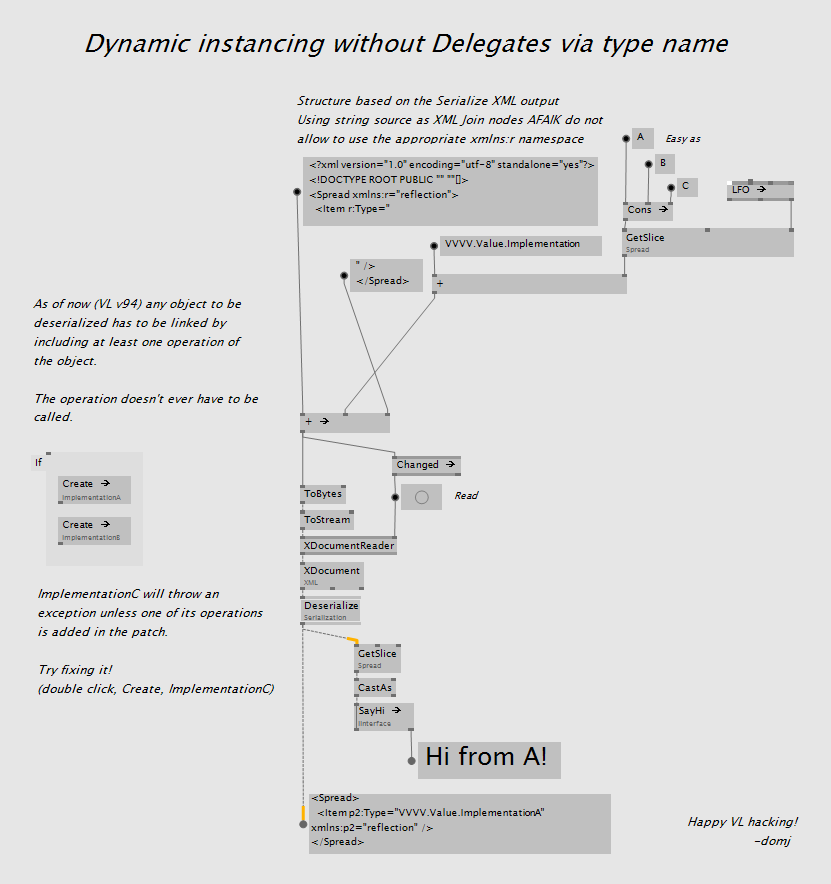 Dynamic instancing without Delegates via type name
Structure based on the Serialize XML output
Using string source as XML Join nodes AFAIK do not
allow to use the appropriate xmlns:r namespace
A
Easy as
B
C
<?xml version="1.0" encoding="utf-8" standalone="yes"?>
<!DOCTYPE ROOT PUBLIC "" ""[]>
<Spread xmlns:r="reflection">
<Item r:Type="
LFO →
Cons →
GetSlice
Spread
VVVV.Value.Implementation
" />
</Spread>
+
As of now (VL v94) any object to be
deserialized has to be linked by
including at least one operation of
the object.
The operation doesn't ever have to be
called.
+ →
If
Create →
ImplementationA
Create →
ImplementationB
Changed →
Read
ToBytes
ToStream
XDocumentReader
XDocument
XML
Deserialize
Serialization
ImplementationC will throw an
exception unless one of its operations
is added in the patch.
Try fixing it!
(double click, Create, ImplementationC)
GetSlice
Spread
CastAs
SayHi →
IInterface
Hi from A!
<Spread>
<Item p2:Type="VVVV.Value.ImplementationA"
xmlns:p2="reflection" />
</Spread>
Happy VL hacking!
-domj